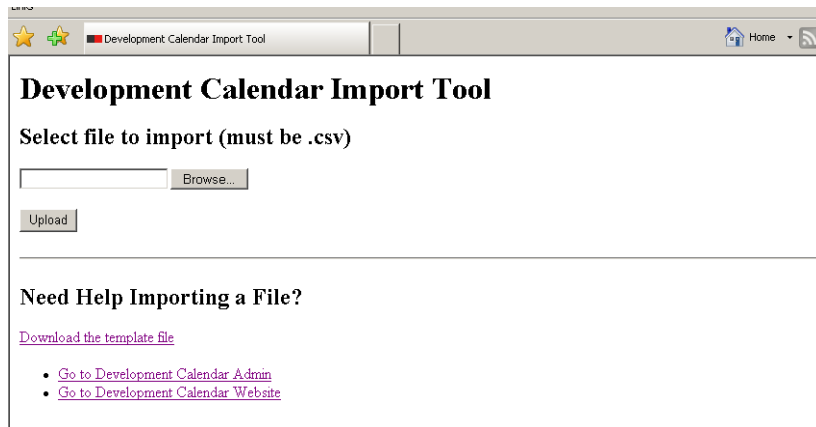 Links
Development Calendar Import Tool
Home
Development Calendar Import Tool
Select file to import (must be .csv)
Browse...
Upload
Need Help Importing a File?
Download the template file
Go to Development Calendar Admin
Go to Development Calendar Website